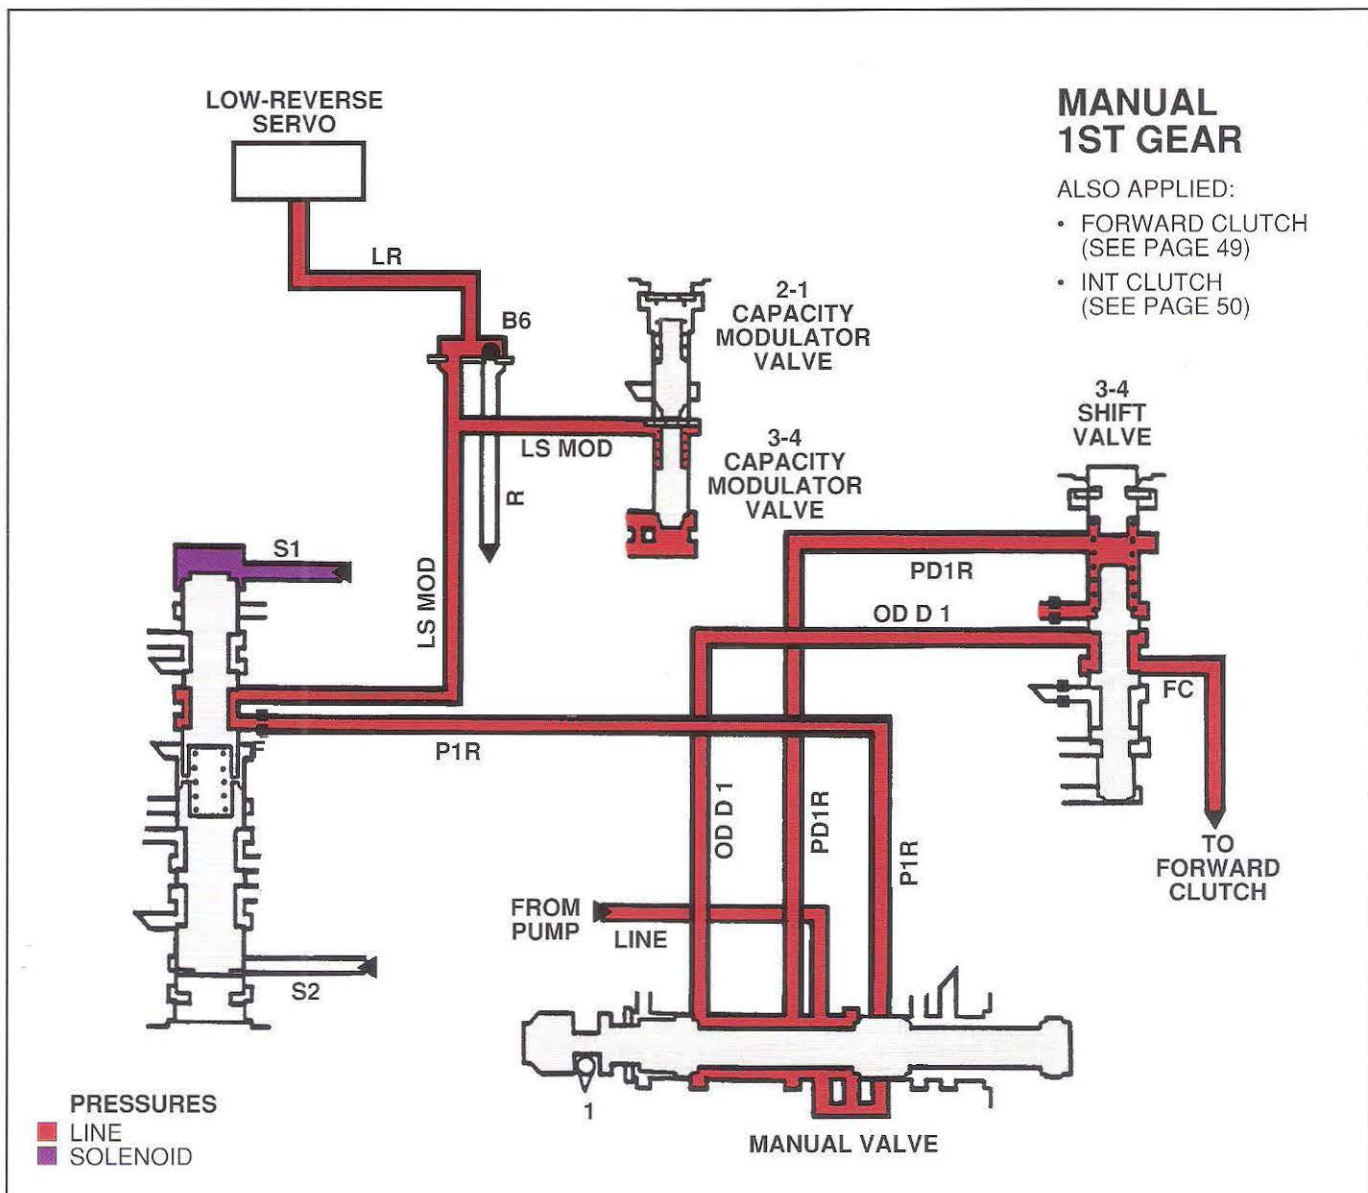 MANUAL
1ST GEAR
ALSO APPLIED:
• FORWARD CLUTCH
(SEE PAGE 49)
• INT CLUTCH
(SEE PAGE 50)
LOW-REVERSE
SERVO
LR
B6
2-1
CAPACITY
MODULATOR
VALVE
LS MOD
3-4
CAPACITY
MODULATOR
VALVE
R
3-4
SHIFT
VALVE
S1
LS MOD
PD1R
OD D 1
FC
P1R
OD D 1
PD1R
P1R
TO
FORWARD
CLUTCH
FROM
PUMP
LINE
S2
1
MANUAL VALVE
PRESSURES
LINE
SOLENOID